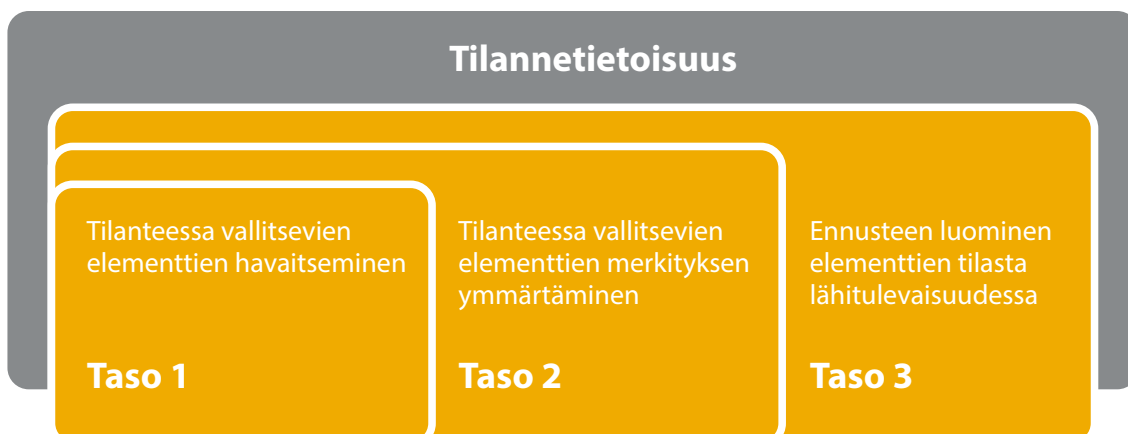 Tilannetietoisuus
Tilanteessa vallitsevien
elementtien havaitseminen
Taso 1
Tilanteessa vallitsevien
elementtien merkityksen
ymmärtäminen
Taso 2
Ennusteen luominen
elementtien tilasta
lähitulevaisuudessa
Taso 3